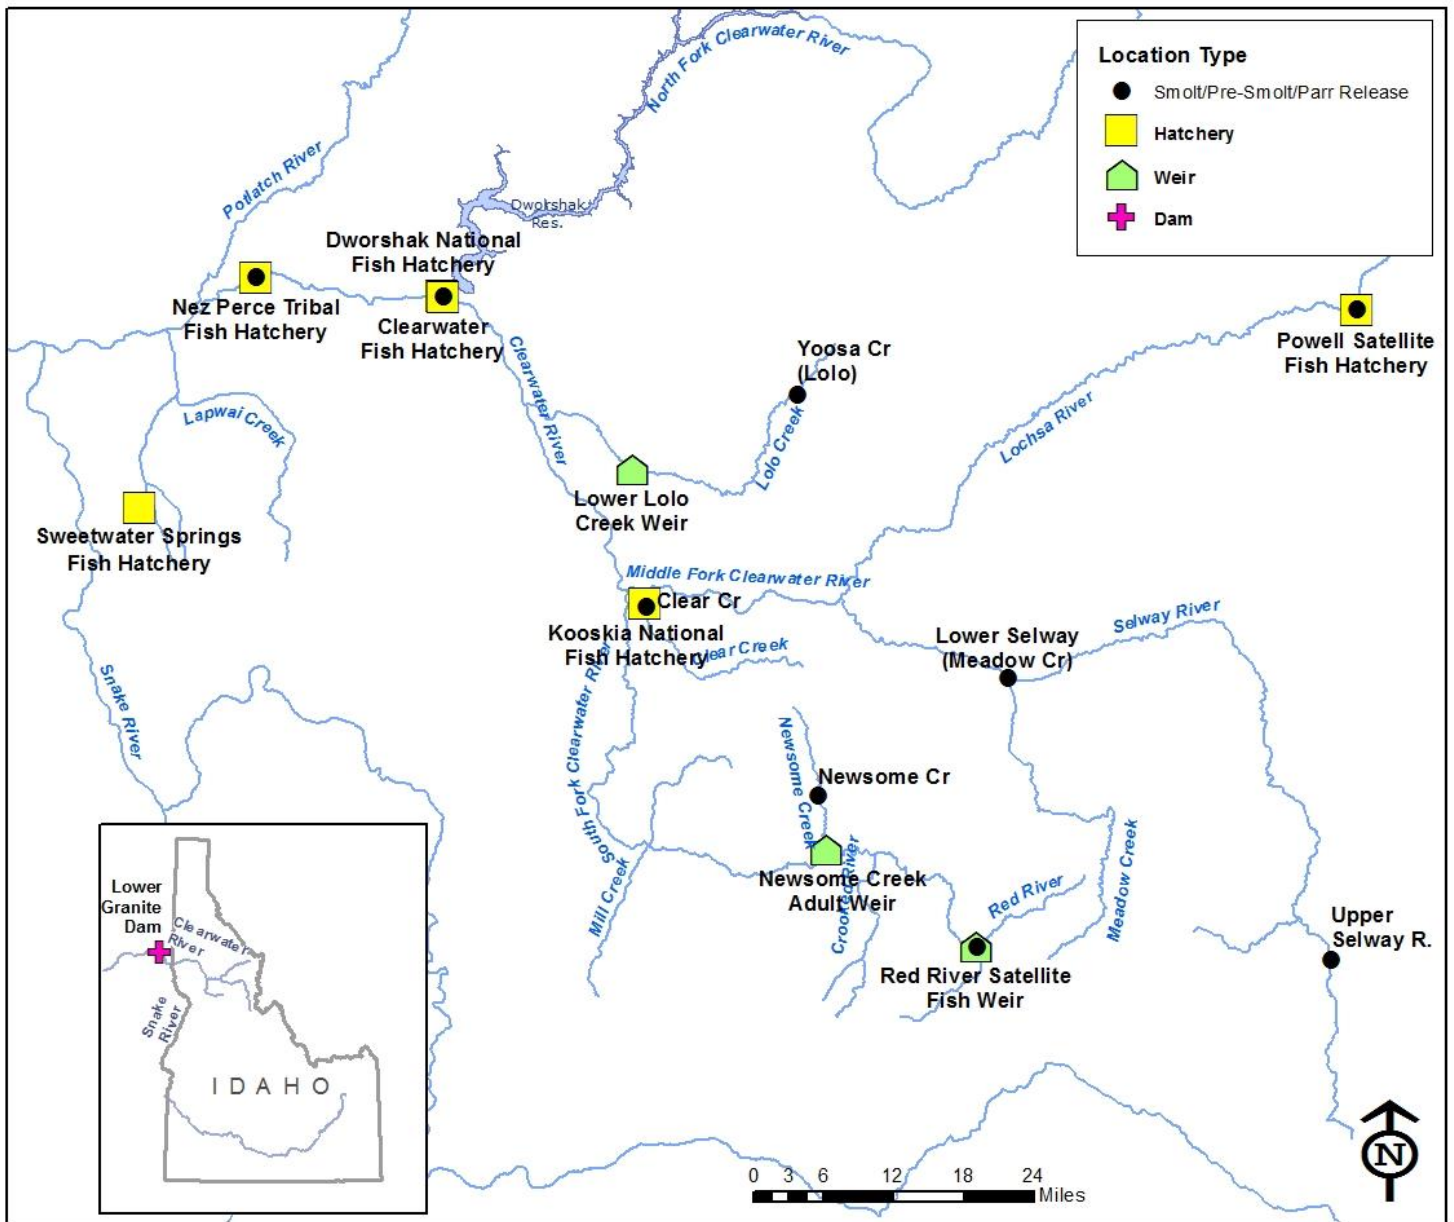 North Fork Clearwater River
Location Type
Smolt/Pre-Smolt/Parr Release
Hatchery
Weir
Dam
Potlatch River
Dworshak
Res.
Dworshak National
Fish Hatchery
Nez Perce Tribal
Fish Hatchery
Clearwater
Fish Hatchery
Powell Satellite
Fish Hatchery
Yoosa Cr
(Lolo)
Clearwater River
Lapwai Creek
Lolo Creek
Lochsa River
Lower Lolo
Creek Weir
Sweetwater Springs
Fish Hatchery
Middle Fork Clearwater River
Clear Cr
Kooskia National
Fish Hatchery
Clear Creek
Lower Selway
(Meadow Cr)
Selway River
Snake River
South Fork Clearwater River
Newsome Creek
Newsome Cr
Mill Creek
Newsome Creek
Adult Weir
Crooked River
Red River
Meadow Creek
Red River Satellite
Fish Weir
Upper
Selway R.
Lower
Granite
Dam
Clearwater
River
Snake
River
IDAHO
N
0 3 6 12 18 24
Miles